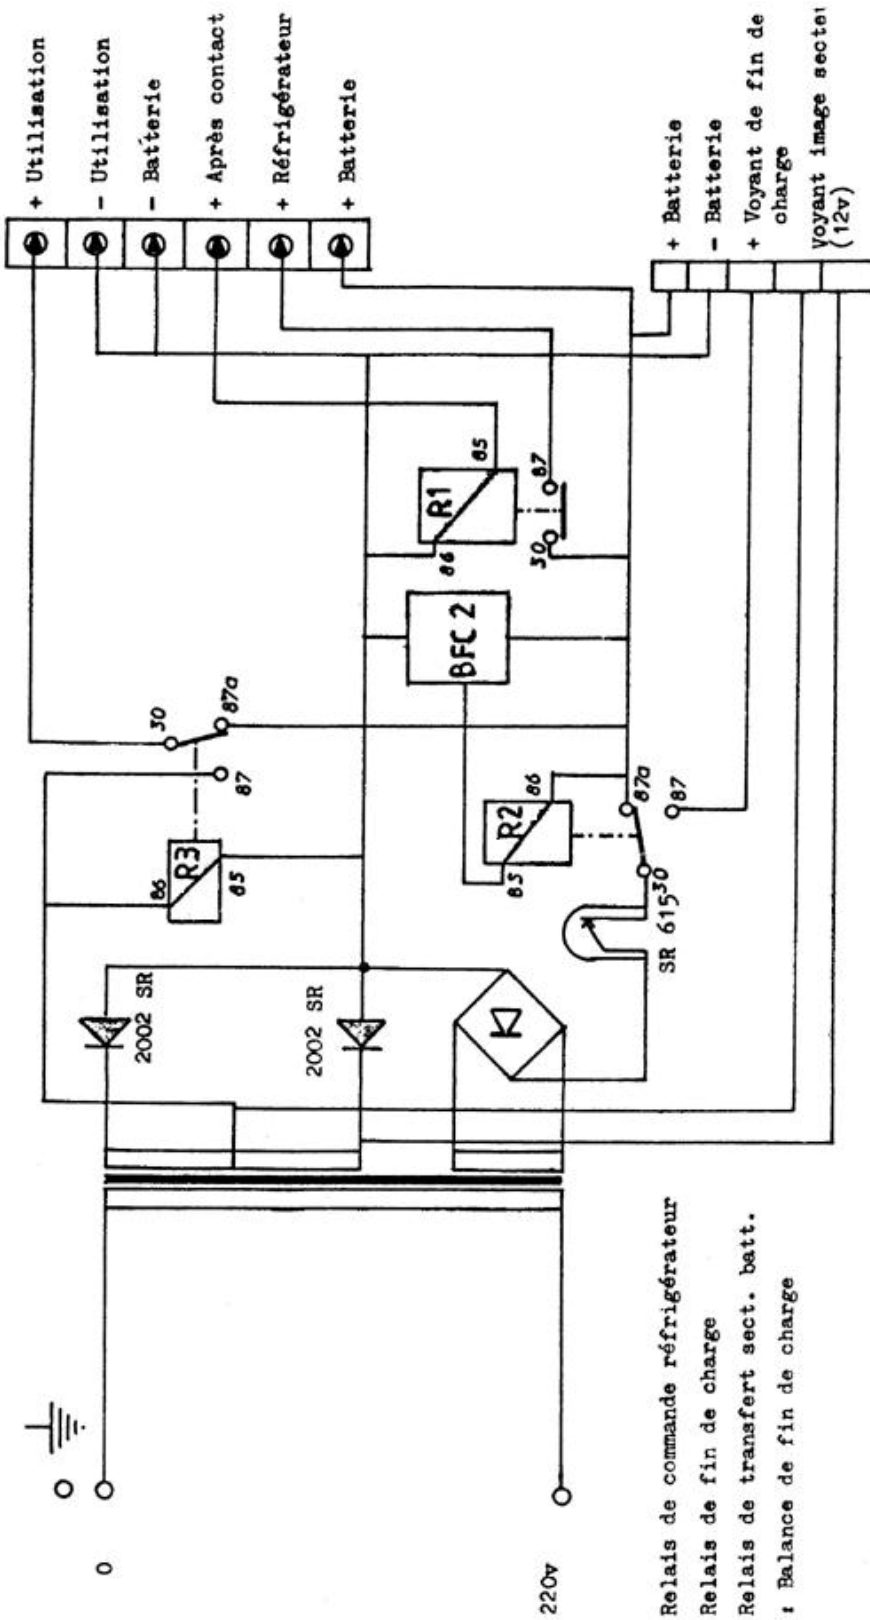 + Utilisation
- Utilisation
- Batterie
+ Après contact
+ Réfrigérateur
+ Batterie
+ Batterie
- Batterie
+ Voyant de fin de
charge
Voyant image
(12v)
R1
85
86
87
30
BFC 2
30
87a
87
R3
86
85
R2
86
85
87a
87
30
SR 615
2002 SR
2002 SR
0
220v
Relais de commande réfrigérateur
Relais de fin de charge
Relais de transfert sect. batt.
: Balance de fin de charge